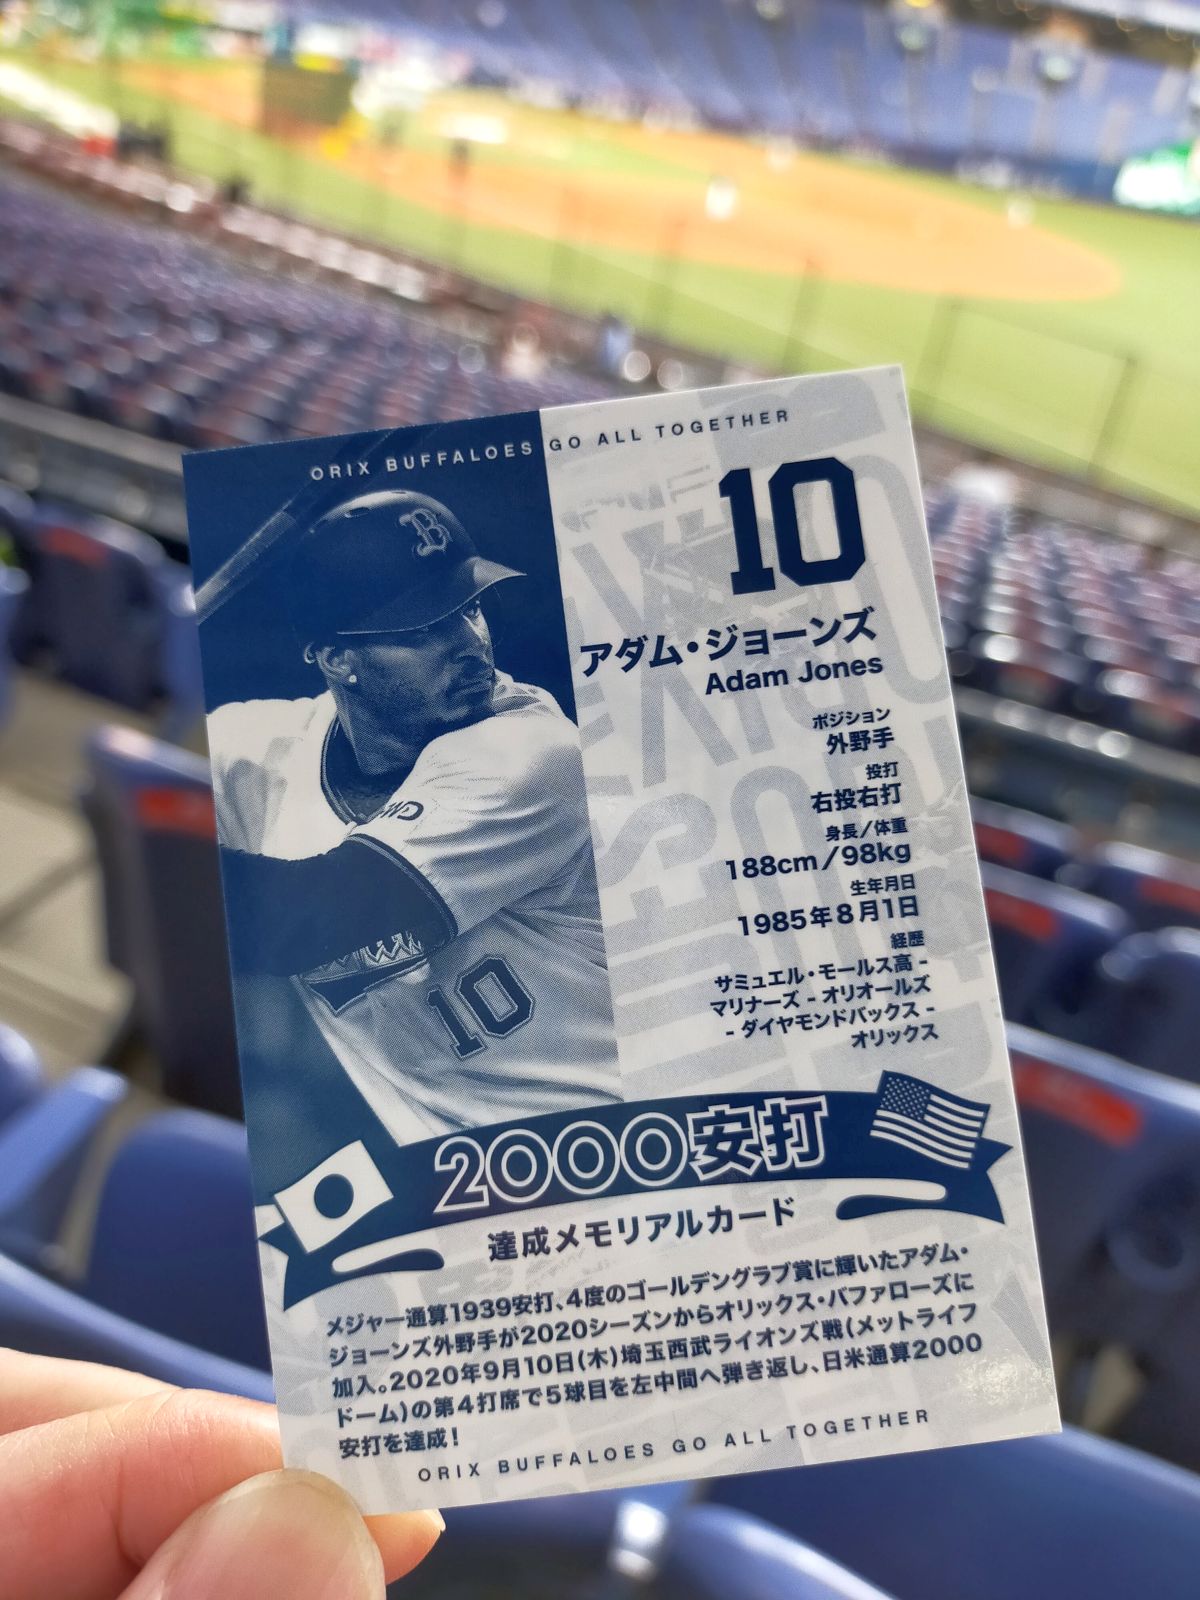 ORIX BUFFALOES GO ALL TOGETHER
B
10
アダム・ジョーンズ
Adam Jones
ポジション
外野手
投打
右投右打
身長／体重
188cm／98kg
生年月日
1985年8月1日
経歴
サミュエル・モールス高 -
マリナーズ - オリオールズ
- ダイヤモンドバックス -
オリックス
10
2000安打
達成メモリアルカード
メジャー通算1939安打、4度のゴールデングラブ賞に輝いたアダム・
ジョーンズ外野手が2020シーズンからオリックス・バファローズに
加入。2020年9月10日(木)埼玉西武ライオンズ戦(メットライフ
ドーム)の第4打席で5球目を左中間へ弾き返し、日米通算2000
安打を達成！
ORIX BUFFALOES GO ALL TOGETHER